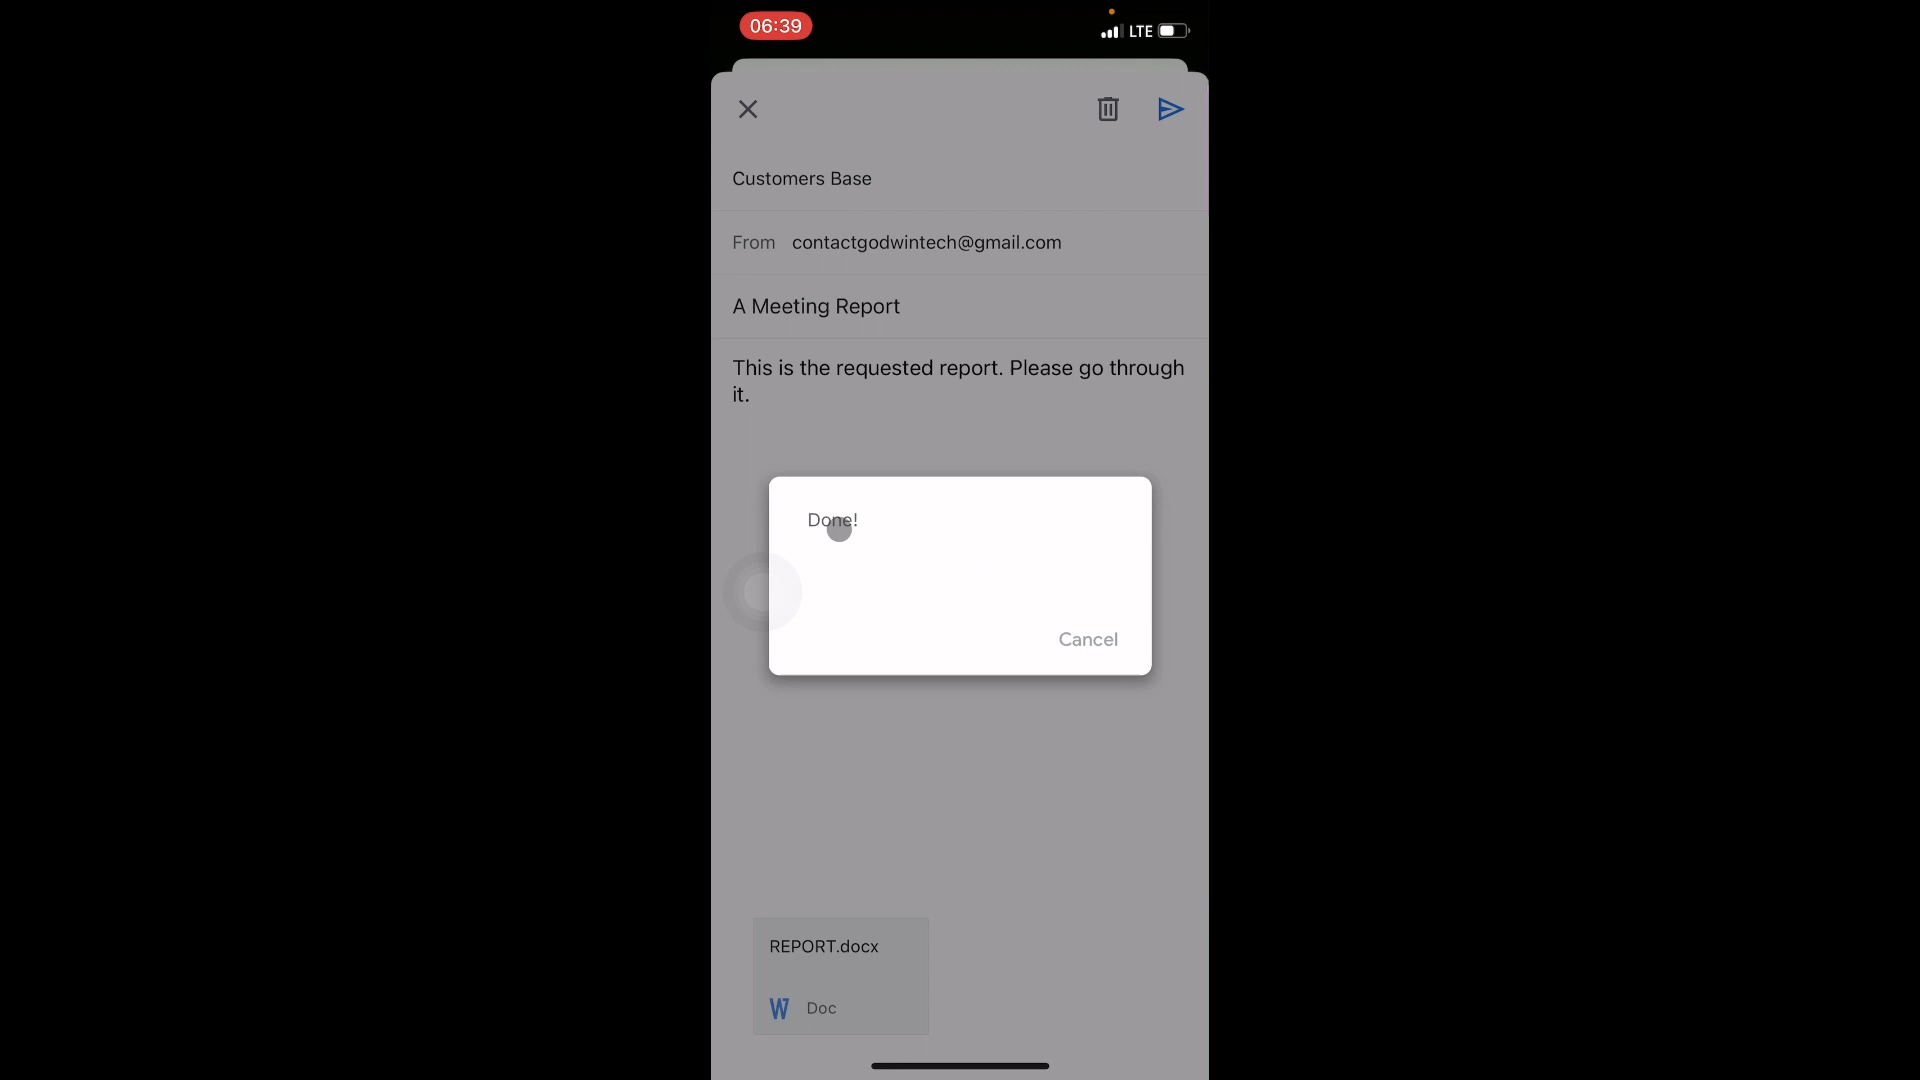 06:39
LTE
Customers Base
From contactgodwintech@gmail.com
A Meeting Report
This is the requested report. Please go through
it.
Done!
Cancel
REPORT.docx
W Doc